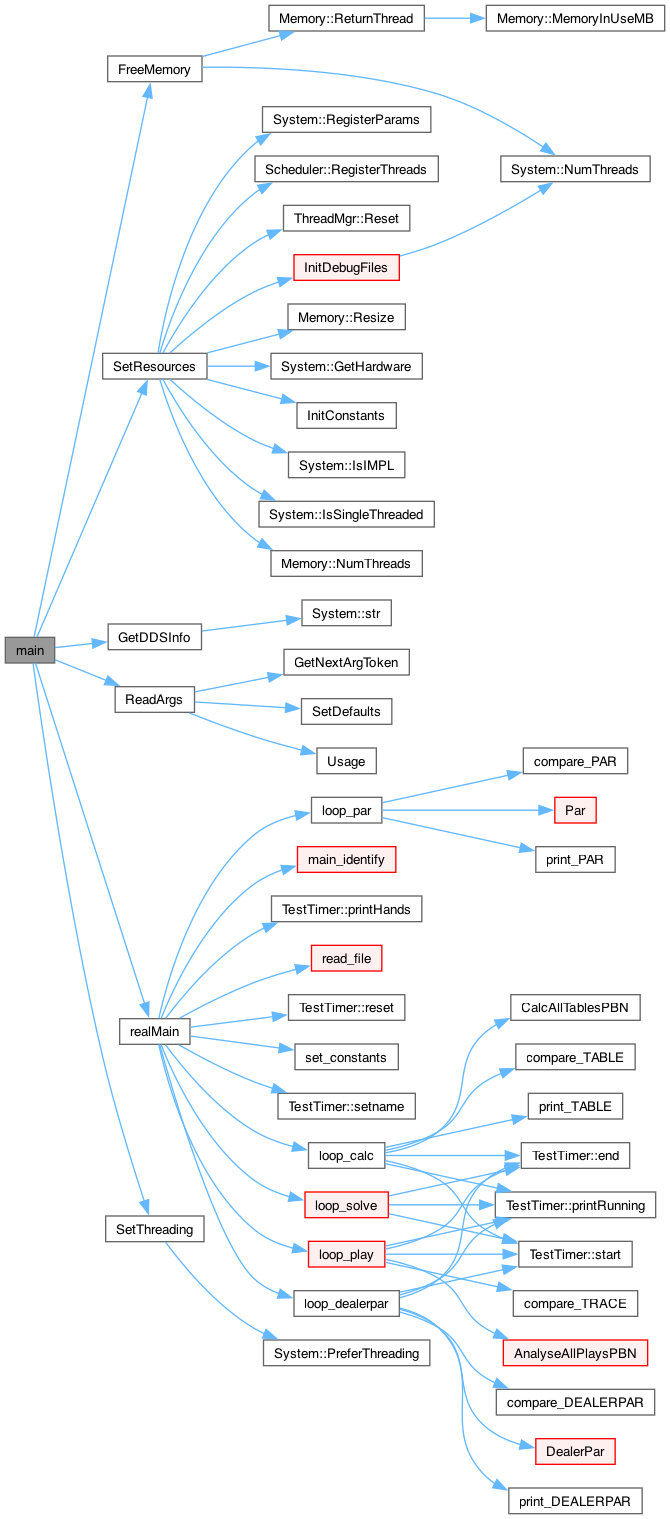 main
FreeMemory
Memory::ReturnThread
Memory::MemoryInUseMB
System::NumThreads
SetResources
System::RegisterParams
Scheduler::RegisterThreads
ThreadMgr::Reset
InitDebugFiles
Memory::Resize
System::GetHardware
InitConstants
System::IsIMPL
System::IsSingleThreaded
Memory::NumThreads
GetDDSInfo
System::str
ReadArgs
GetNextArgToken
SetDefaults
Usage
realMain
loop_par
compare_PAR
Par
print_PAR
main_identify
TestTimer::printHands
read_file
TestTimer::reset
set_constants
TestTimer::setname
loop_calc
CalcAllTablesPBN
compare_TABLE
print_TABLE
TestTimer::end
TestTimer::printRunning
TestTimer::start
loop_solve
loop_play
compare_TRACE
AnalyseAllPlaysPBN
loop_dealerpar
compare_DEALERPAR
DealerPar
print_DEALERPAR
SetThreading
System::PreferThreading